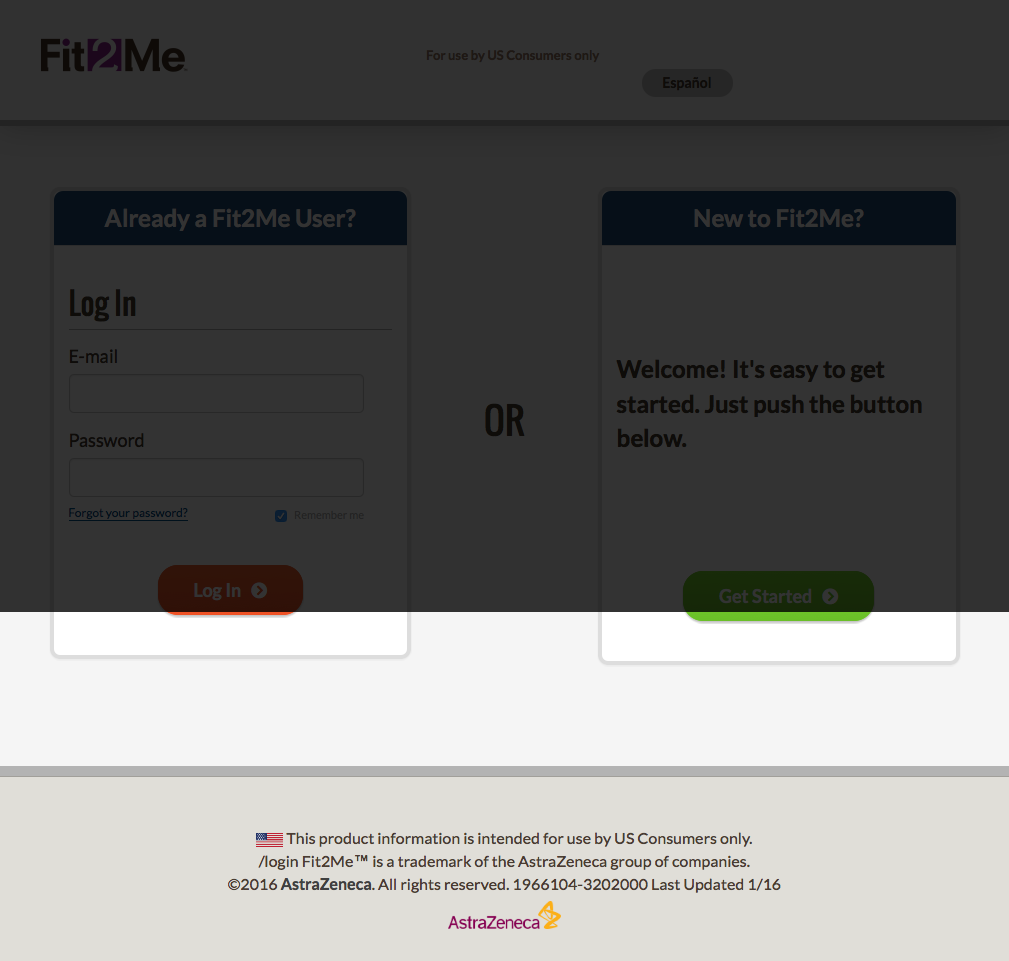 Fit2Me
For use by US Consumers only
Español
Already a Fit2Me User?
Log In
E-mail
Password
Forgot your password?
Remember me
Log In
OR
New to Fit2Me?
Welcome! It's easy to get
started. Just push the button
below.
Get Started
This product information is intended for use by US Consumers only.
/login Fit2Me™ is a trademark of the AstraZeneca group of companies.
©2016 AstraZeneca. All rights reserved. 1966104-3202000 Last Updated 1/16
AstraZeneca